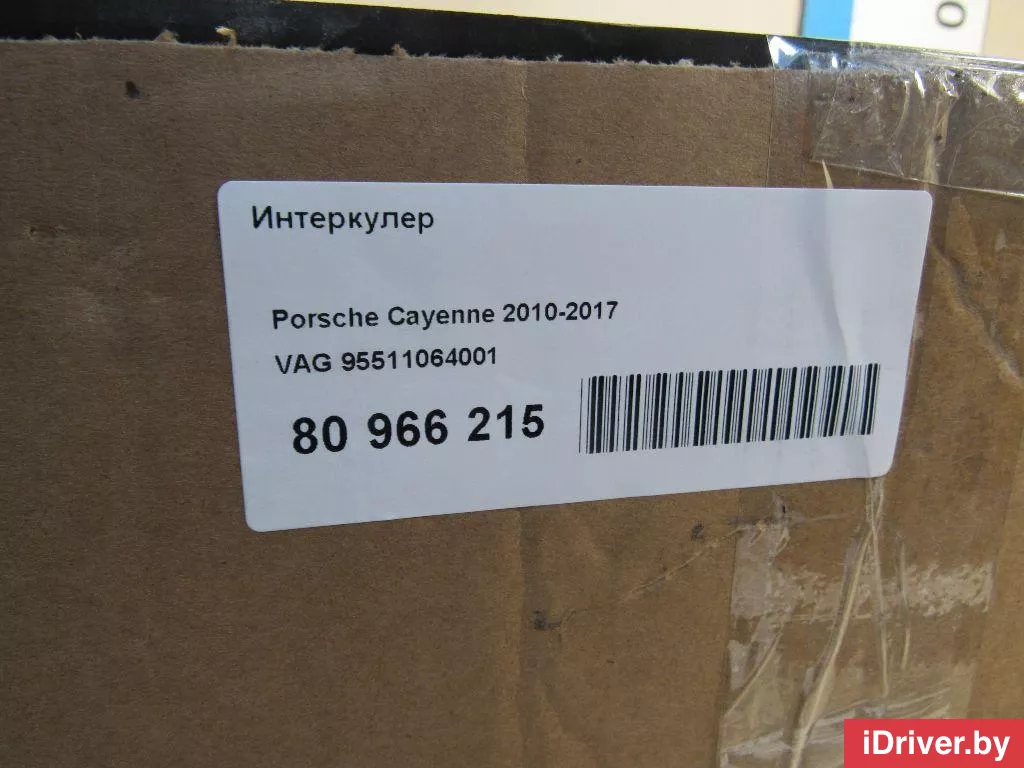 Интеркулер
Porsche Cayenne 2010-2017
VAG 95511064001
80 966 215
iDriver.by